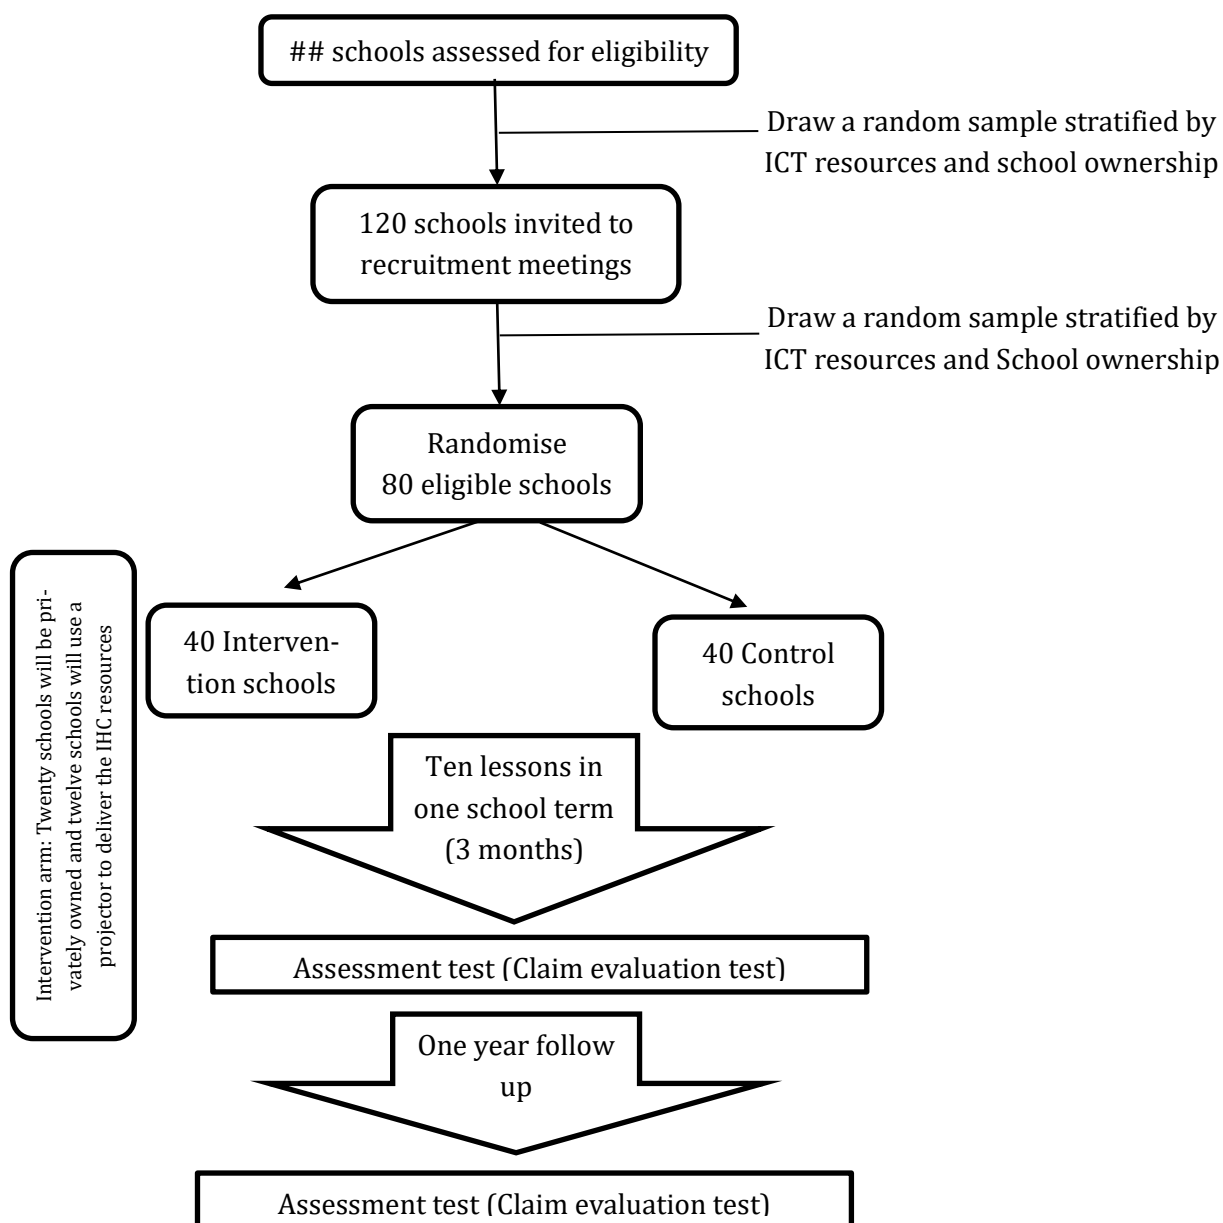 ## schools assessed for eligibility
Draw a random sample stratified by
ICT resources and school ownership
120 schools invited to
recruitment meetings
Draw a random sample stratified by
ICT resources and School ownership
Randomise
80 eligible schools
Intervention arm: Twenty schools will be pri-
vately owned and twelve schools will use a
projector to deliver the IHC resources
40 Interven-
tion schools
40 Control
schools
Ten lessons in
one school term
(3 months)
Assessment test (Claim evaluation test)
One year follow
up
Assessment test (Claim evaluation test)